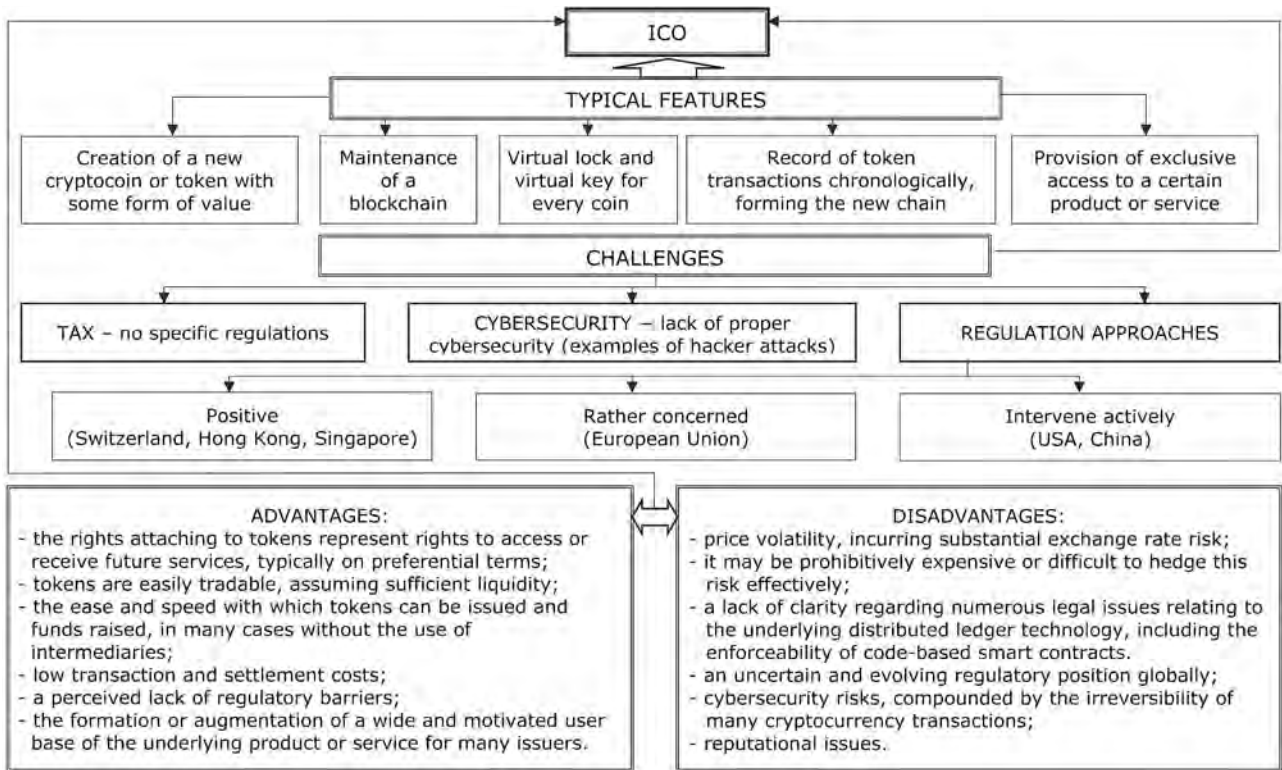 ICO
TYPICAL FEATURES
Creation of a new
cryptocoin or token with
some form of value
Maintenance
of a
blockchain
Virtual lock and
virtual key for
every coin
Record of token
transactions chronologically,
forming the new chain
Provision of exclusive
access to a certain
product or service
CHALLENGES
TAX – no specific regulations
CYBERSECURITY – lack of proper
cybersecurity (examples of hacker attacks)
REGULATION APPROACHES
Positive
(Switzerland, Hong Kong, Singapore)
Rather concerned
(European Union)
Intervene actively
(USA, China)
ADVANTAGES:
- the rights attaching to tokens represent rights to access or
receive future services, typically on preferential terms;
- tokens are easily tradable, assuming sufficient liquidity;
- the ease and speed with which tokens can be issued and
funds raised, in many cases without the use of
intermediaries;
- low transaction and settlement costs;
- a perceived lack of regulatory barriers;
- the formation or augmentation of a wide and motivated user
base of the underlying product or service for many issuers.
DISADVANTAGES:
- price volatility, incurring substantial exchange rate risk;
- it may be prohibitively expensive or difficult to hedge this
risk effectively;
- a lack of clarity regarding numerous legal issues relating to
the underlying distributed ledger technology, including the
enforceability of code-based smart contracts.
- an uncertain and evolving regulatory position globally;
- cybersecurity risks, compounded by the irreversibility of
many cryptocurrency transactions;
- reputational issues.